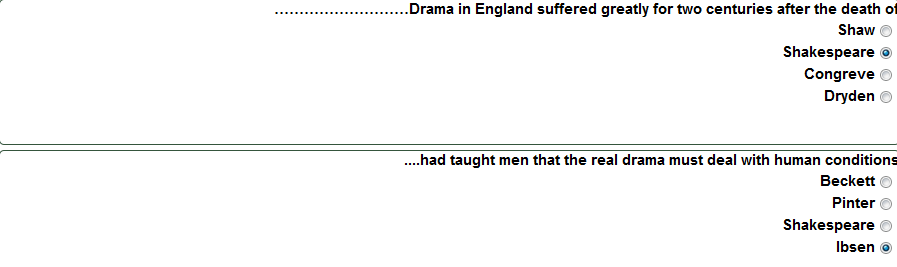 ...........................Drama in England suffered greatly for two centuries after the death of
Shaw
Shakespeare
Congreve
Dryden
....had taught men that the real drama must deal with human conditions
Beckett
Pinter
Shakespeare
Ibsen